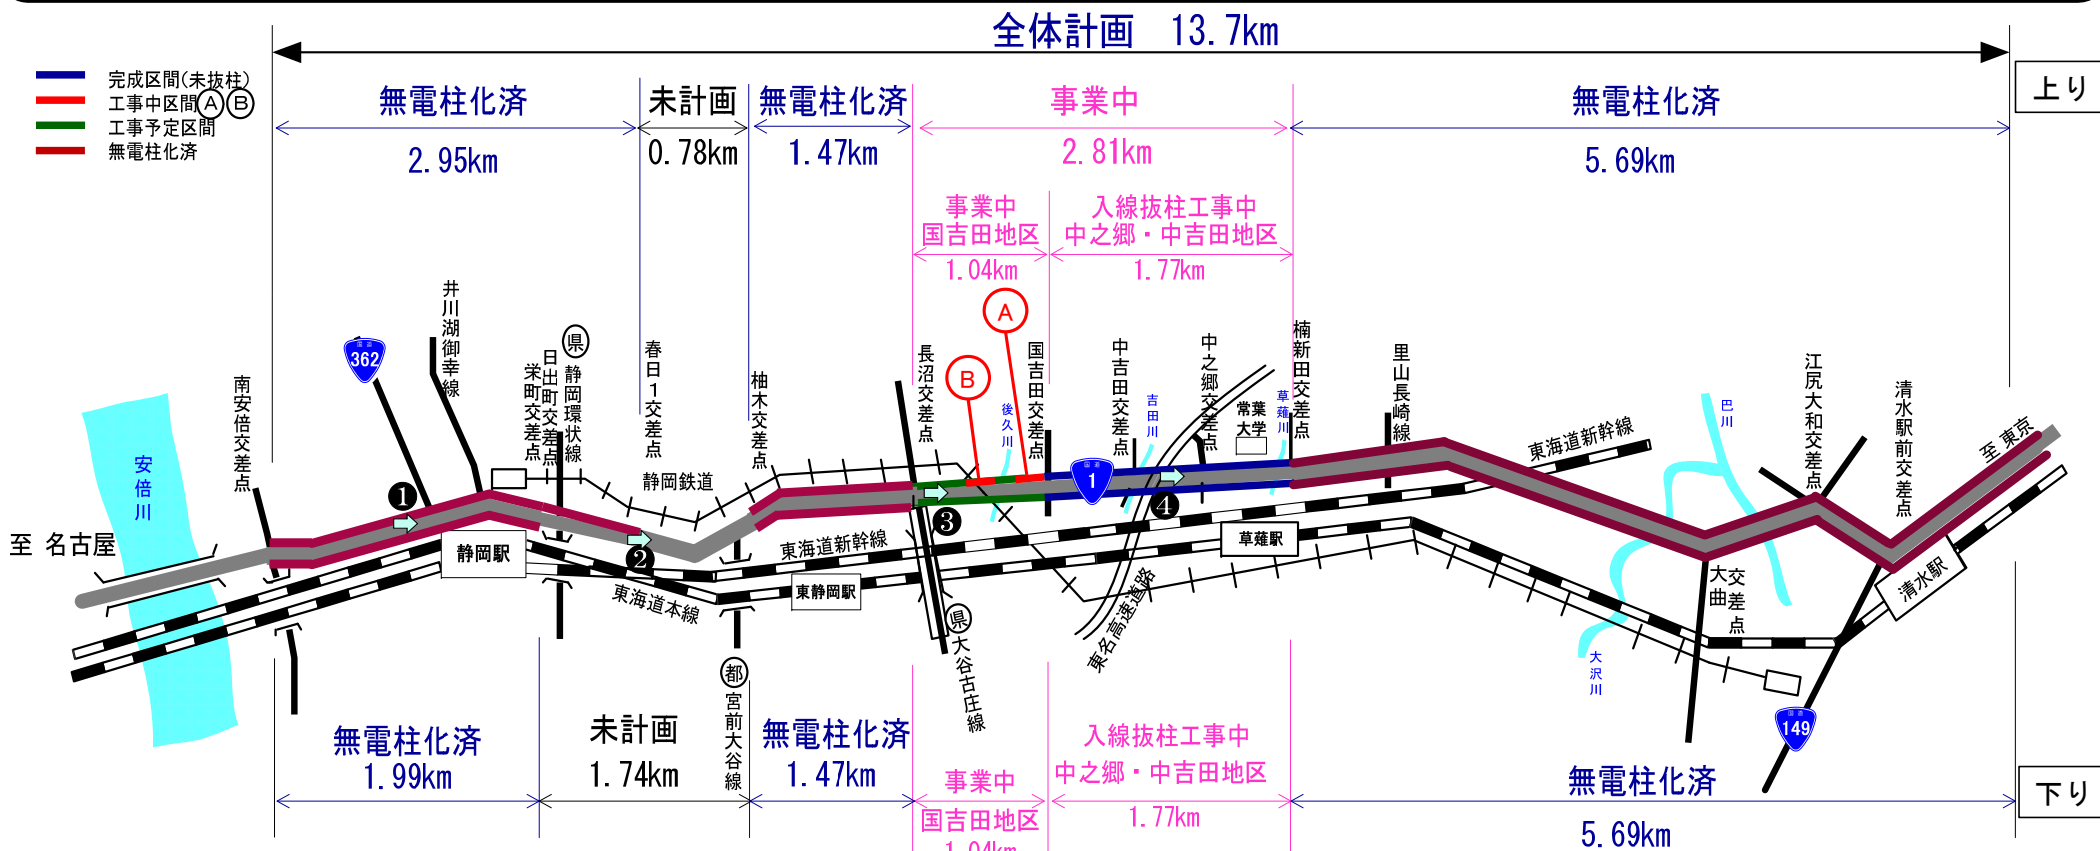 全体計画 13.7km
完成区間(未抜柱)
工事中区間ⒶⒷ
工事予定区間
無電柱化済
上り
無電柱化済
2.95km
未計画
0.78km
無電柱化済
1.47km
事業中
2.81km
無電柱化済
5.69km
事業中
国吉田地区
1.04km
入線抜柱工事中
中之郷・中吉田地区
1.77km
至 名古屋
安倍川
南安倍交差点
国道
362
井川湖御幸線
栄町交差点
日出町交差点
県
静岡環状線
春日1交差点
柚木交差点
長沼交差点
A
B
後久川
国吉田交差点
国道
1
中吉田交差点
吉田川
中之郷交差点
常葉
大学
草薙川
楠新田交差点
里山長崎線
東海道新幹線
巴川
江尻大和交差点
清水駅前交差点
至 東京
❶
❷
❸
❹
静岡鉄道
静岡駅
東海道新幹線
東海道本線
東静岡駅
草薙駅
東名高速道路
県
大谷古庄線
都
宮前大谷線
大沢川
大曲
交差点
清水駅
国道
149
無電柱化済
1.99km
未計画
1.74km
無電柱化済
1.47km
事業中
国吉田地区
1.04km
入線抜柱工事中
中之郷・中吉田地区
1.77km
無電柱化済
5.69km
下り